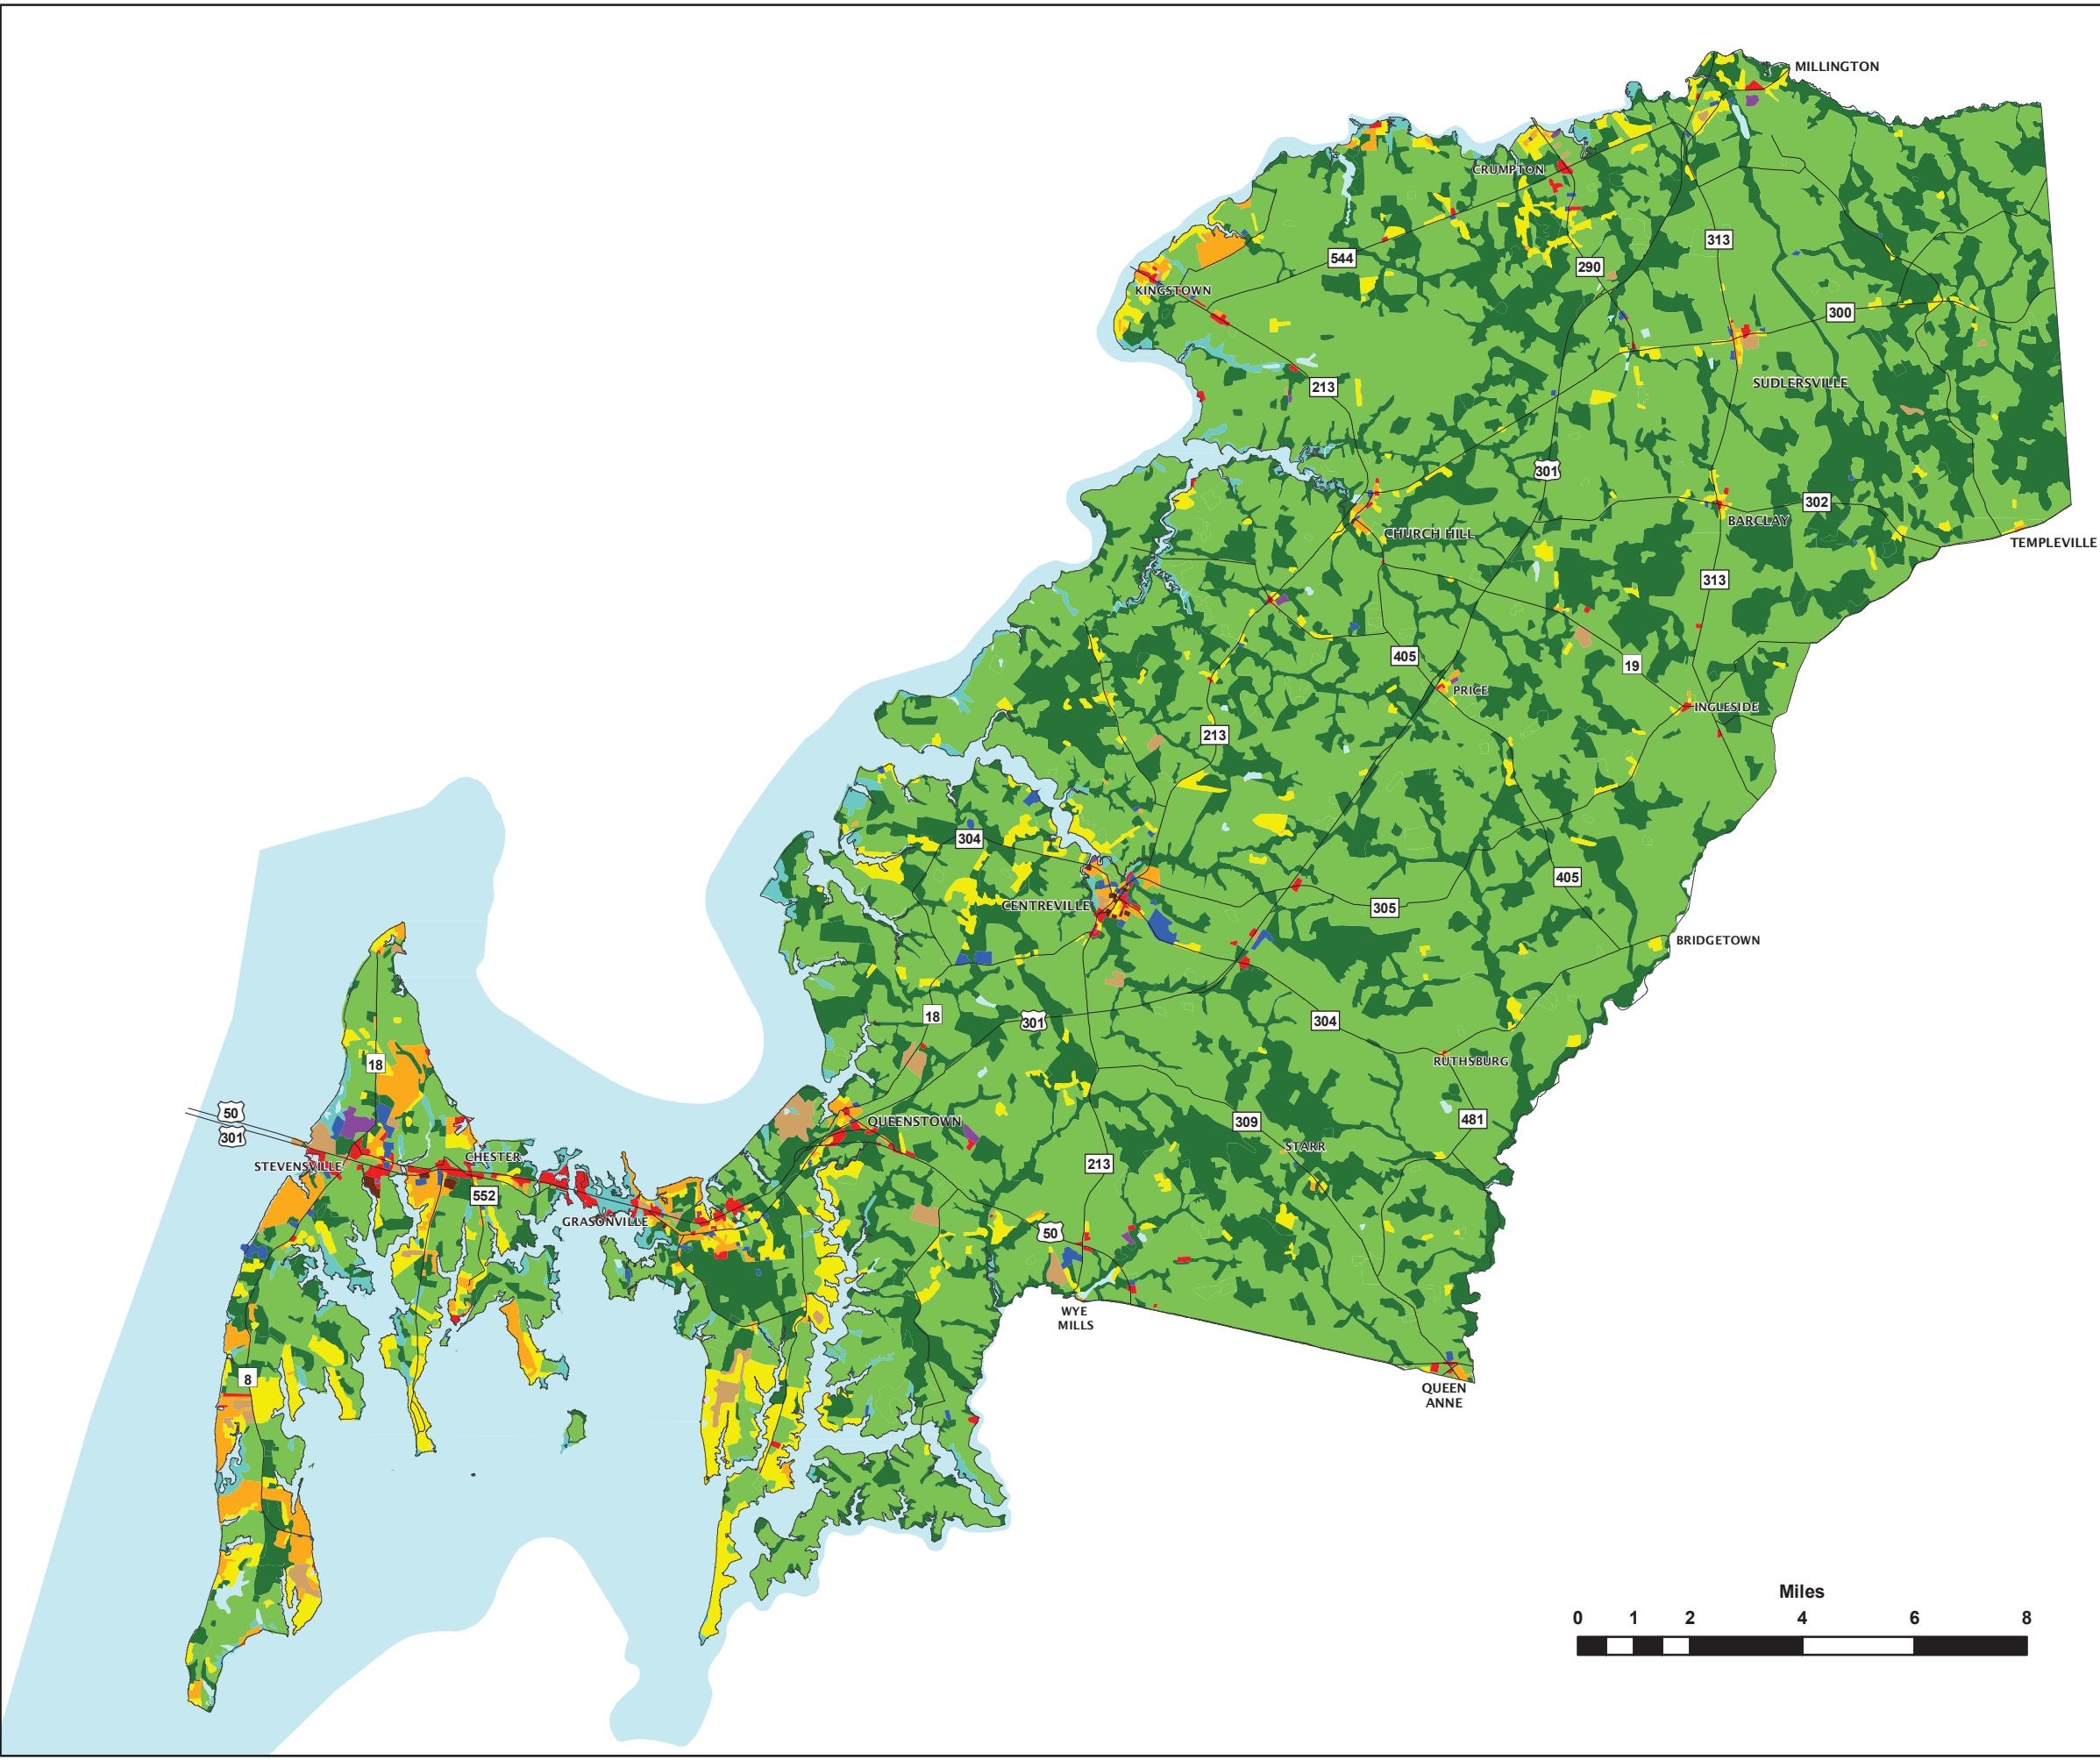 MILLINGTON
CRUMPTON
313
544
290
KINGSTOWN
300
213
SUDLERSVILLE
301
302
BARCLAY
CHURCH HILL
TEMPLEVILLE
313
405
19
PRICE
INGLESIDE
213
304
405
CENTREVILLE
305
BRIDGETOWN
18
301
304
18
RUTHSBURG
50
301
QUEENSTOWN
309
481
STARR
CHESTER
STEVENSVILLE
213
552
GRASONVILLE
50
WYE
MILLS
8
QUEEN
ANNE
Miles
0 1 2 4 6 8